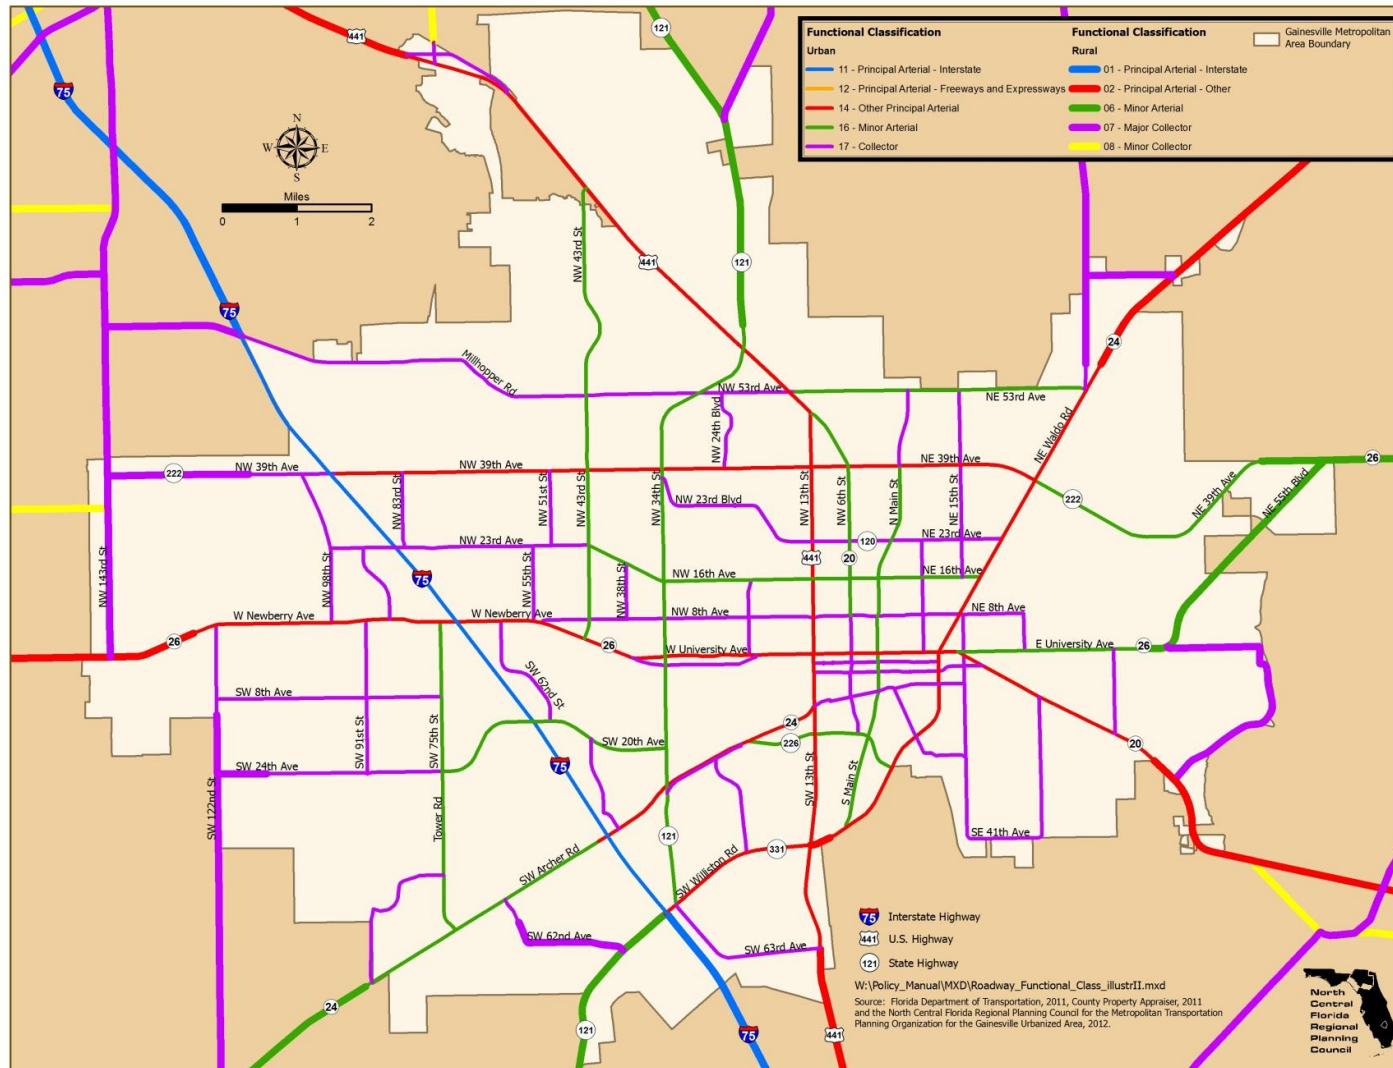 Functional Classification
Urban
11 - Principal Arterial - Interstate
12 - Principal Arterial - Freeways and Expressways
14 - Other Principal Arterial
16 - Minor Arterial
17 - Collector
Functional Classification
Rural
01 - Principal Arterial - Interstate
02 - Principal Arterial - Other
06 - Minor Arterial
07 - Major Collector
08 - Minor Collector
Gainesville Metropolitan
Area Boundary
441
121
75
N
W E
S
Miles
0 1 2
NW 43rd St
441
121
75
24
Millhopper Rd
NW 53rd Ave
NE 53rd Ave
NW 24th Blvd
NE Waldo Rd
26
222
NW 39th Ave
NW 39th Ave
NE 39th Ave
NW 83rd St
NW 51st St
NW 43rd St
NW 34th St
NW 23rd Blvd
NW 13th St
NW 6th St
N Main St
NE 15th St
222
NE 39th Ave
NE 55th Blvd
NW 143rd St
NW 98th St
NW 23rd Ave
NW 55th St
NW 38th St
120
NE 23rd Ave
441
20
75
NW 16th Ave
NE 16th Ave
NW 8th Ave
NE 8th Ave
W Newberry Ave
W Newberry Ave
26
26
W University Ave
E University Ave
26
SW 8th Ave
SW 62nd St
SW 91st St
SW 75th St
SW 20th Ave
24
226
20
SW 24th Ave
75
SW 122nd St
Tower Rd
SW 13th St
S Main St
121
SE 41th Ave
SW Archer Rd
SW Williston Rd
331
SW 62nd Ave
SW 63rd Ave
24
121
75
441
75 Interstate Highway
441 U.S. Highway
121 State Highway
W:\Policy_Manual\MXD\Roadway_Functional_Class_illustrII.mxd
Source: Florida Department of Transportation, 2011, County Property Appraiser, 2011
and the North Central Florida Regional Planning Council for the Metropolitan Transportation
Planning Organization for the Gainesville Urbanized Area, 2012.
North
Central
Florida
Regional
Planning
Council